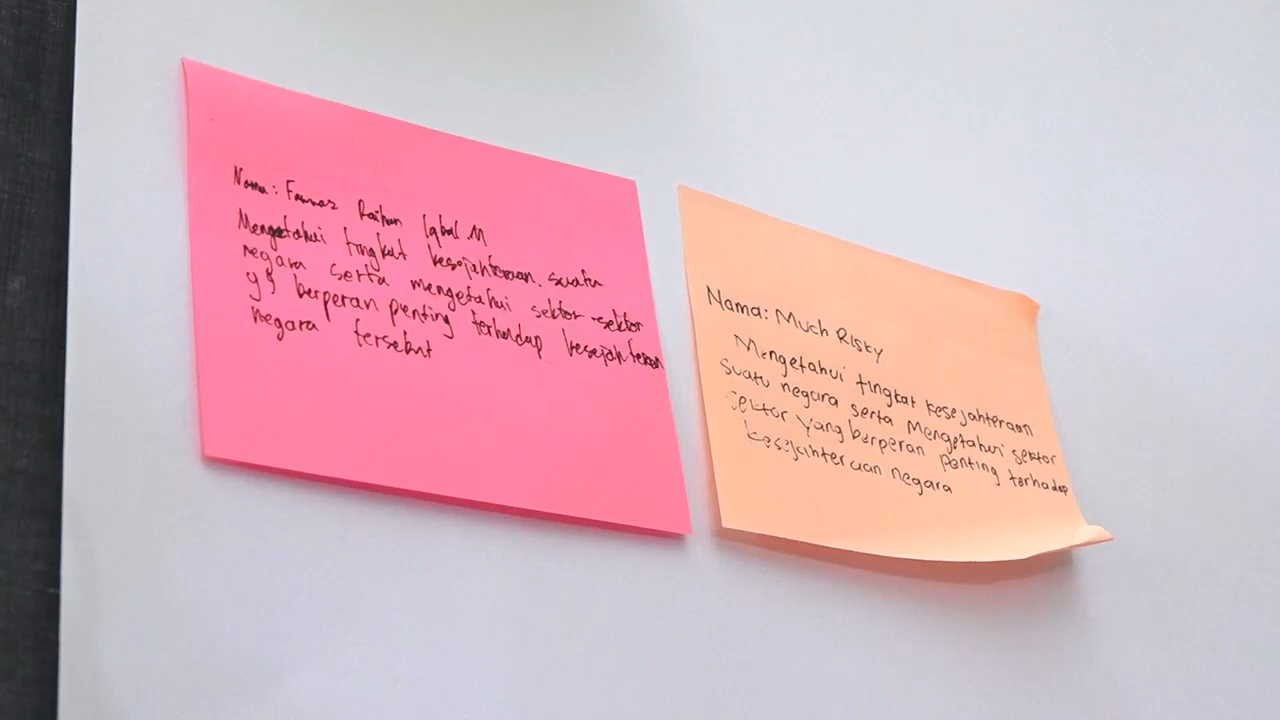 Nama: Raihan Iqbal .M
Mengetahui tingkat kesejahteraan suatu
negara serta mengetahui sektor-sektor
yg berperan penting terhadap kesejahteraan
negara tersebut
Nama: Much Risky
Mengetahui tingkat kesejahteraan
suatu negara serta Mengetahui sektor
sektor yang berperan penting terhadap
kesejahteraan negara